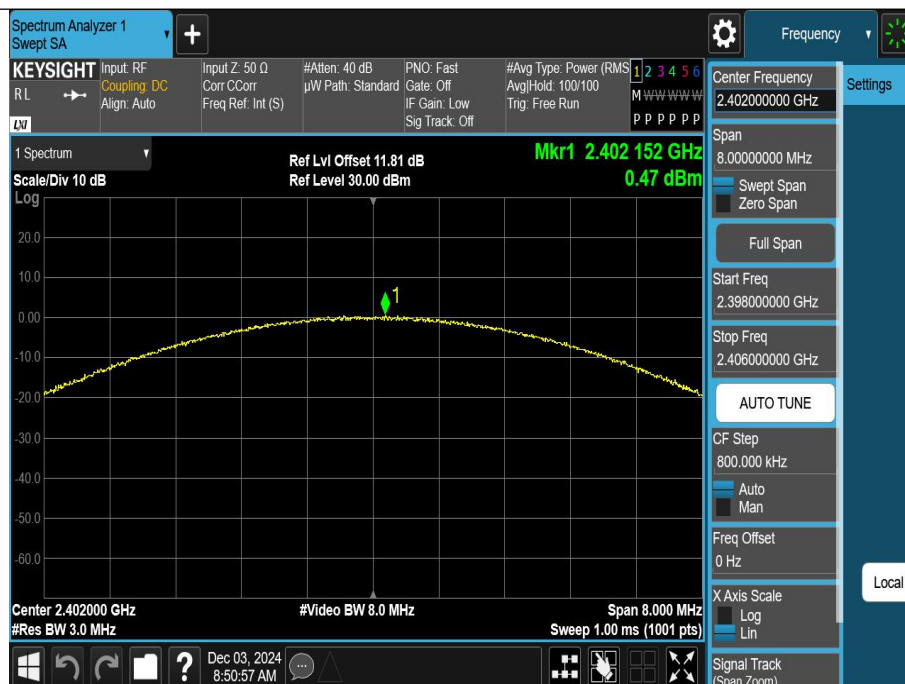 Spectrum Analyzer 1
Swept SA
+
Frequency
KEYSIGHT
RL
LXI
Input: RF
Coupling: DC
Align: Auto
Input Z: 50 Ω
Corr CCorr
Freq Ref: Int (S)
#Atten: 40 dB
µW Path: Standard
PNO: Fast
Gate: Off
IF Gain: Low
Sig Track: Off
#Avg Type: Power (RMS
Avg|Hold: 100/100
Trig: Free Run
1 2 3 4 5 6
M W W W W W
P P P P P P
1 Spectrum
Scale/Div 10 dB
Log
Ref Lvl Offset 11.81 dB
Ref Level 30.00 dBm
Mkr1 2.402 152 GHz
0.47 dBm
20.0
10.0
0.00
-10.0
-20.0
-30.0
-40.0
-50.0
-60.0
1
Center 2.402000 GHz
#Res BW 3.0 MHz
#Video BW 8.0 MHz
Span 8.000 MHz
Sweep 1.00 ms (1001 pts)
?
Dec 03, 2024
8:50:57 AM
Center Frequency
2.402000000 GHz
Span
8.00000000 MHz
Swept Span
Zero Span
Full Span
Start Freq
2.398000000 GHz
Stop Freq
2.406000000 GHz
AUTO TUNE
CF Step
800.000 kHz
Auto
Man
Freq Offset
0 Hz
X Axis Scale
Log
Lin
Signal Track
(Span Zoom)
Settings
Local